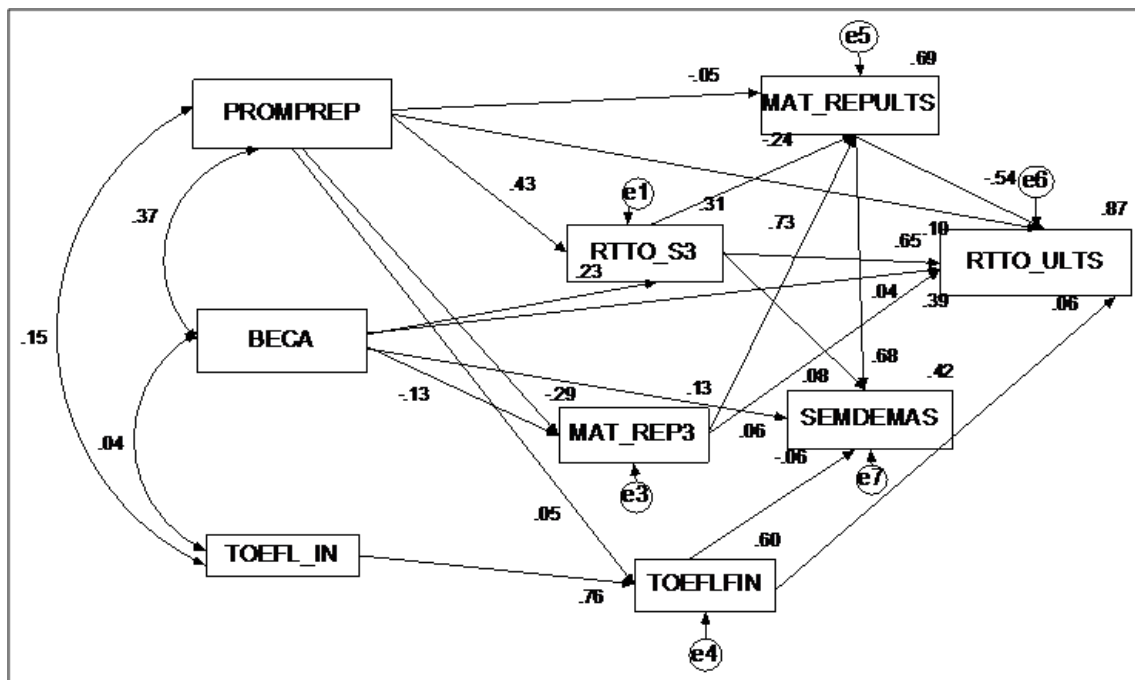 e5
.69
-.05
MAT_REPULTS
PROMPREP
-.24
.43
e1
.31
-.54
e6
.87
.37
.73
.10
RTTO_S3
.65
RTTO_ULTS
.23
.04
.39
.06
BECA
.15
.68
.42
-.13
-.29
.13
.08
SEMDEMAS
MAT_REP3
.06
.04
-.06
e7
e3
.05
.60
TOEFL_IN
TOEFLFIN
.76
e4